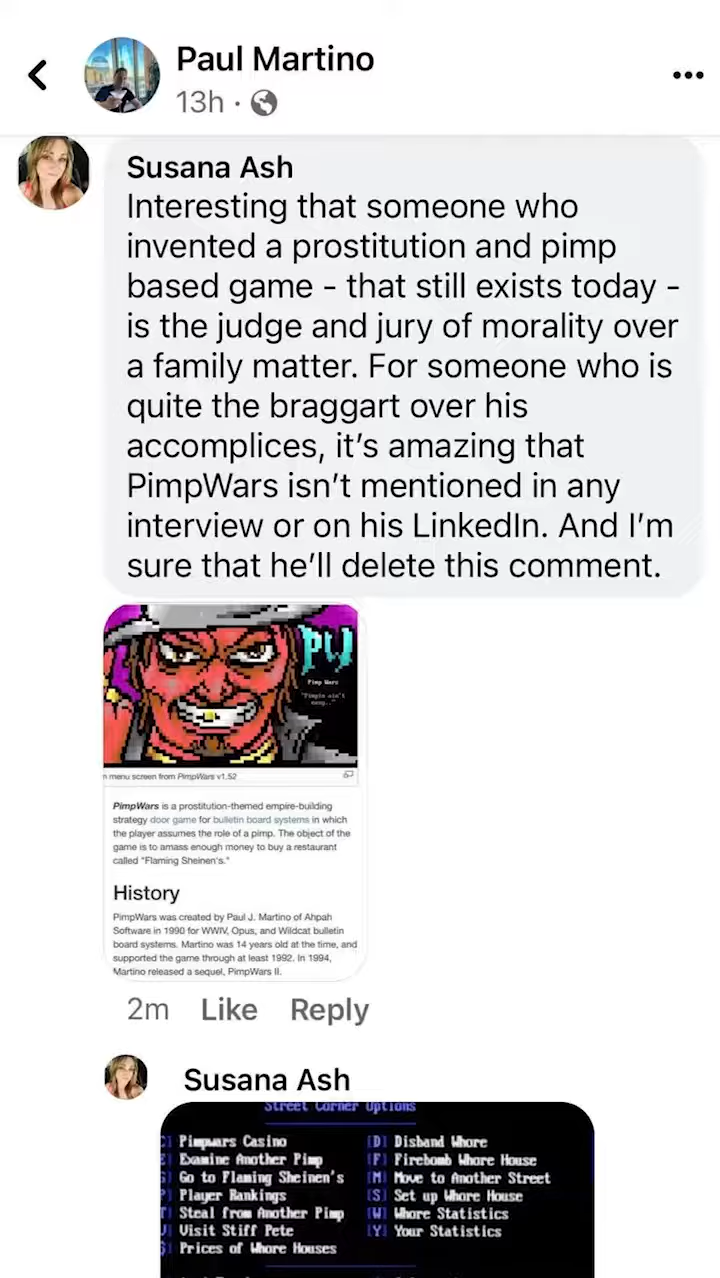 Paul Martino
13h ·
Susana Ash
Interesting that someone who
invented a prostitution and pimp
based game - that still exists today -
is the judge and jury of morality over
a family matter. For someone who is
quite the braggart over his
accomplices, it's amazing that
PimpWars isn't mentioned in any
interview or on his LinkedIn. And I'm
sure that he'll delete this comment.
PW
Pimp Wars
"Pimpin ain't
easy.."
n menu screen from PimpWars v1.52
PimpWars is a prostitution-themed empire-building
strategy door game for bulletin board systems in which
the player assumes the role of a pimp. The object of the
game is to amass enough money to buy a restaurant
called "Flaming Sheinen's."
History
PimpWars was created by Paul J. Martino of Ahpah
Software in 1990 for WWIV, Opus, and Wildcat bulletin
board systems. Martino was 14 years old at the time, and
supported the game through at least 1992. In 1994,
Martino released a sequel, PimpWars II.
2m Like Reply
Susana Ash
Street Corner Options
Pimpwars Casino [D] Disband Whore
Examine Another Pimp [F] Firebomb Whore House
Go to Flaming Sheinen's [M] Move to Another Street
Player Rankings [S] Set up Whore House
Steal from Another Pimp [W] Whore Statistics
Visit Stiff Pete [Y] Your Statistics
Prices of Whore Houses